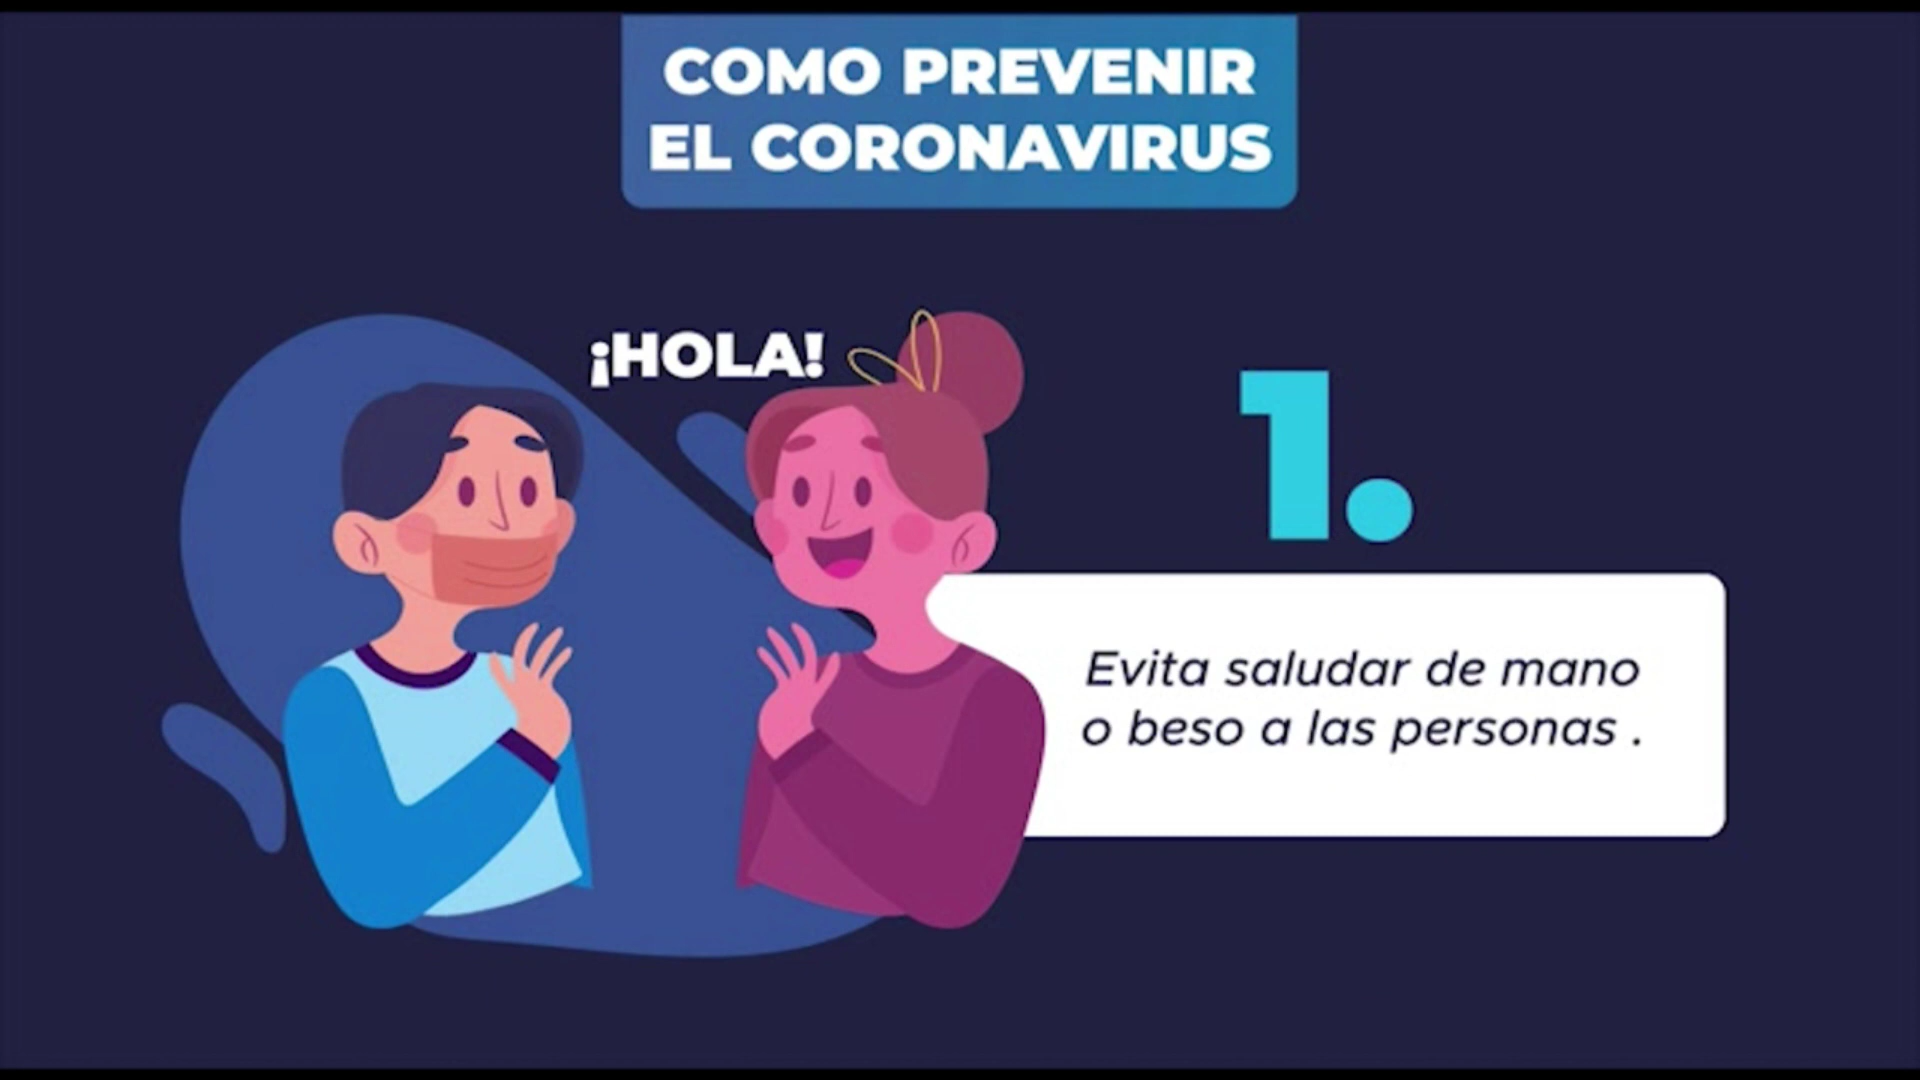 COMO PREVENIR
EL CORONAVIRUS
¡HOLA!
1.
Evita saludar de mano
o beso a las personas .